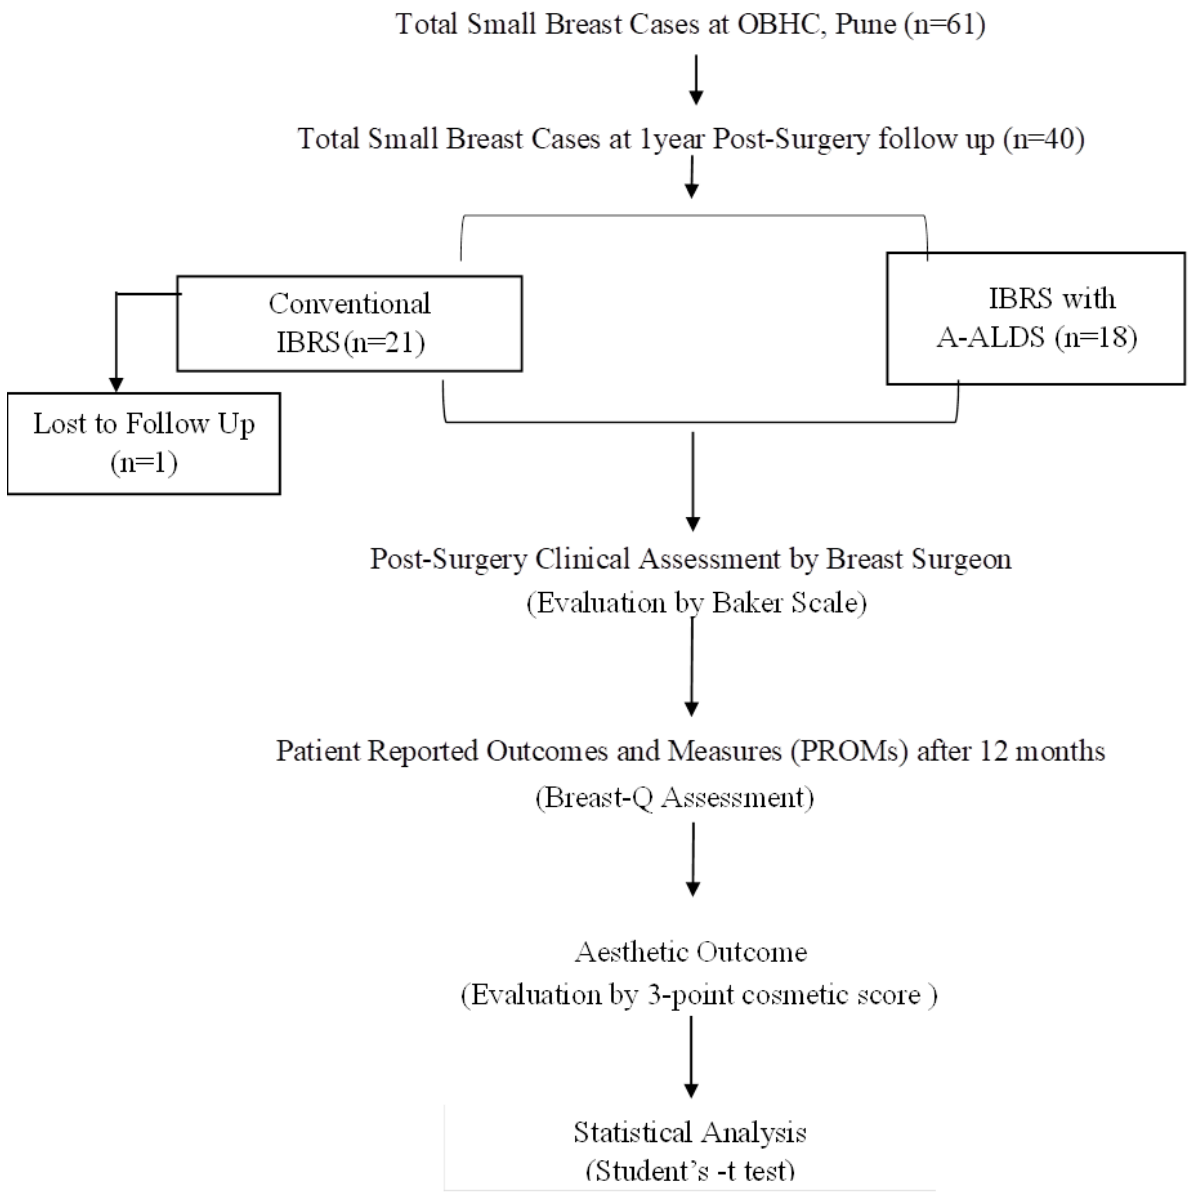 Total Small Breast Cases at OBHC, Pune (n=61)
Total Small Breast Cases at 1year Post-Surgery follow up (n=40)
Conventional
IBRS(n=21)
IBRS with
A-ALDS (n=18)
Lost to Follow Up
(n=1)
Post-Surgery Clinical Assessment by Breast Surgeon
(Evaluation by Baker Scale)
Patient Reported Outcomes and Measures (PROMs) after 12 months
(Breast-Q Assessment)
Aesthetic Outcome
(Evaluation by 3-point cosmetic score )
Statistical Analysis
(Student’s -t test)